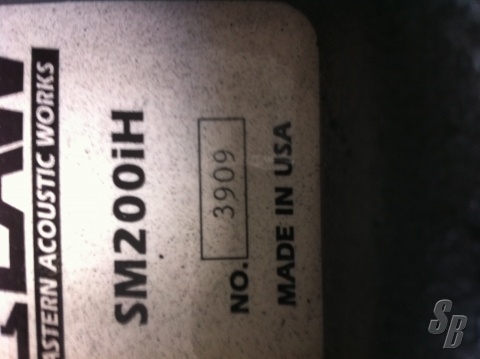 EASTERN ACOUSTIC WORKS
SM200iH
NO. 3909
MADE IN USA
SB